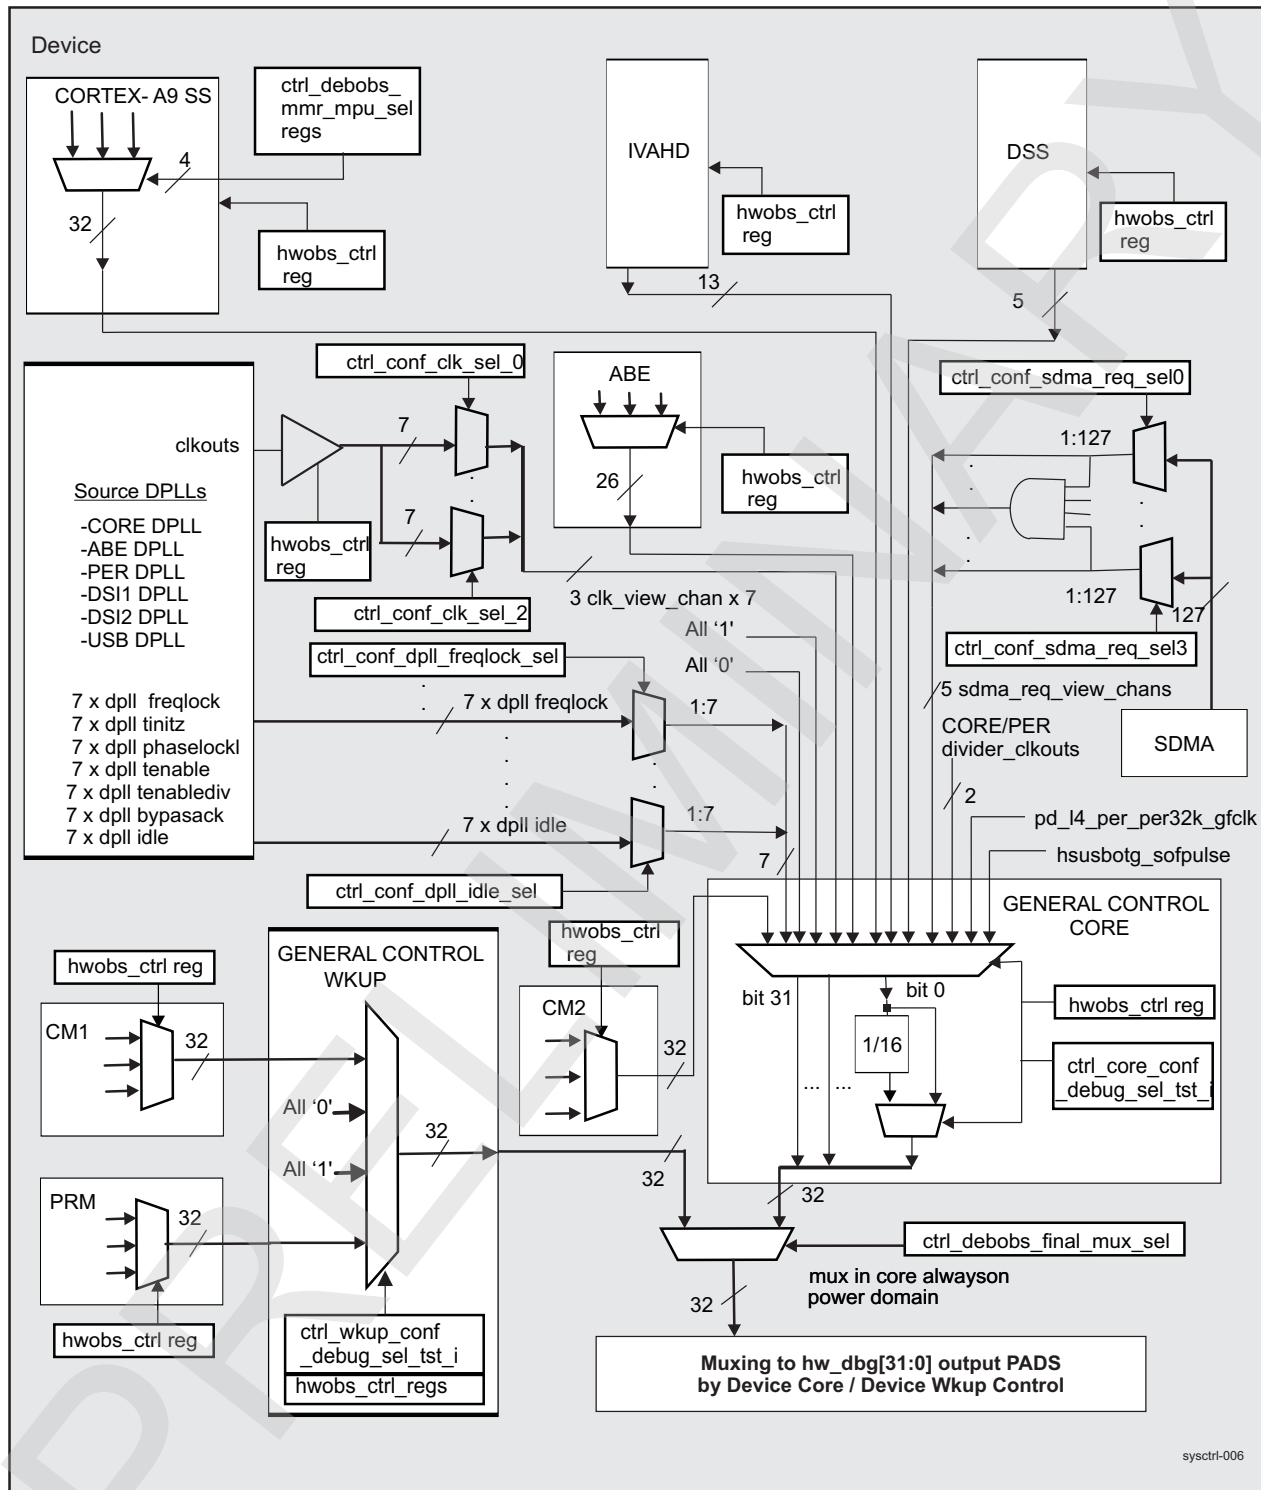 Device
CORTEX- A9 SS
4
32
ctrl_debobs_
mmr_mpu_sel
regs
hwobs_ctrl
reg
IVAHD
hwobs_ctrl
reg
13
DSS
hwobs_ctrl
reg
5
clkouts
Source DPLLs
-CORE DPLL
-ABE DPLL
-PER DPLL
-DSI1 DPLL
-DSI2 DPLL
-USB DPLL
7 x dpll freqlock
7 x dpll tinitz
7 x dpll phaselockl
7 x dpll tenable
7 x dpll tenablediv
7 x dpll bypasack
7 x dpll idle
ctrl_conf_clk_sel_0
7
7
hwobs_ctrl
reg
ctrl_conf_clk_sel_2
ABE
26
hwobs_ctrl
reg
3 clk_view_chan x 7
All '1'
All '0'
ctrl_conf_dpll_freqlock_sel
7 x dpll freqlock
1:7
7 x dpll idle
1:7
7
ctrl_conf_dpll_idle_sel
ctrl_conf_sdma_req_sel0
1:127
1:127
127
ctrl_conf_sdma_req_sel3
5 sdma_req_view_chans
SDMA
CORE/PER
divider_clkouts
2
pd_l4_per_per32k_gfclk
hsusbotg_sofpulse
GENERAL CONTROL
CORE
bit 31
bit 0
1/16
... ...
hwobs_ctrl reg
ctrl_core_conf
_debug_sel_tst_i
32
hwobs_ctrl reg
CM1
32
PRM
32
hwobs_ctrl reg
GENERAL CONTROL
WKUP
All '0'
All '1'
32
ctrl_wkup_conf
_debug_sel_tst_i
hwobs_ctrl_regs
hwobs_ctrl
reg
CM2
32
32
ctrl_debobs_final_mux_sel
mux in core alwayson
power domain
32
Muxing to hw_dbg[31:0] output PADS
by Device Core / Device Wkup Control
sysctrl-006
PRELIMINARY